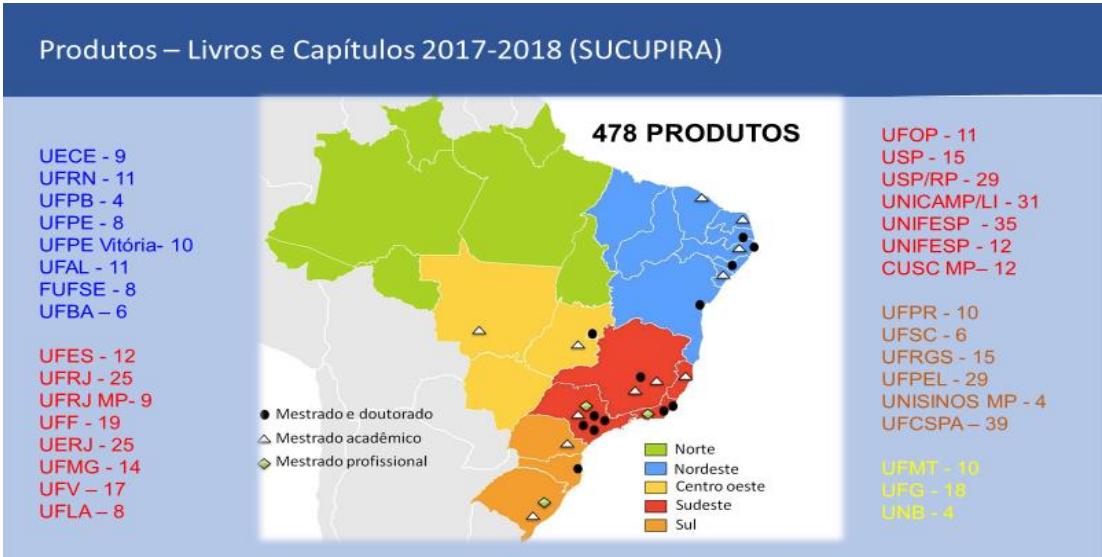 Produtos – Livros e Capítulos 2017-2018 (SUCUPIRA)
UECE - 9
UFRN - 11
UFPB - 4
UFPE - 8
UFPE Vitória- 10
UFAL - 11
FUFSE - 8
UFBA – 6
UFES - 12
UFRJ - 25
UFRJ MP- 9
UFF - 19
UERJ - 25
UFMG - 14
UFV – 17
UFLA – 8
478 PRODUTOS
Mestrado e doutorado
Mestrado acadêmico
Mestrado profissional
Norte
Nordeste
Centro oeste
Sudeste
Sul
UFOP - 11
USP - 15
USP/RP - 29
UNICAMP/LI - 31
UNIFESP - 35
UNIFESP - 12
CUSC MP– 12
UFPR - 10
UFSC - 6
UFRGS - 15
UFPEL - 29
UNISINOS MP - 4
UFCSPA – 39
UFMT - 10
UFG - 18
UNB - 4